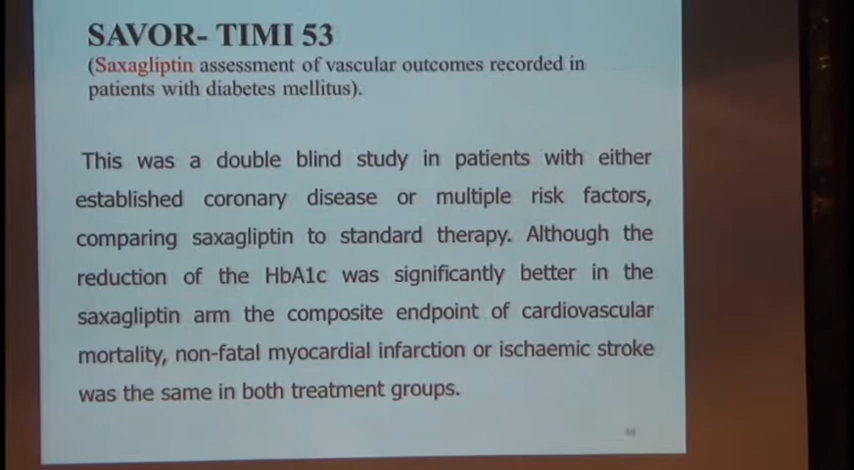 SAVOR- TIMI 53
(Saxagliptin assessment of vascular outcomes recorded in
patients with diabetes mellitus).
This was a double blind study in patients with either
established coronary disease or multiple risk factors,
comparing saxagliptin to standard therapy. Although the
reduction of the HbA1c was significantly better in the
saxagliptin arm the composite endpoint of cardiovascular
mortality, non-fatal myocardial infarction or ischaemic stroke
was the same in both treatment groups.